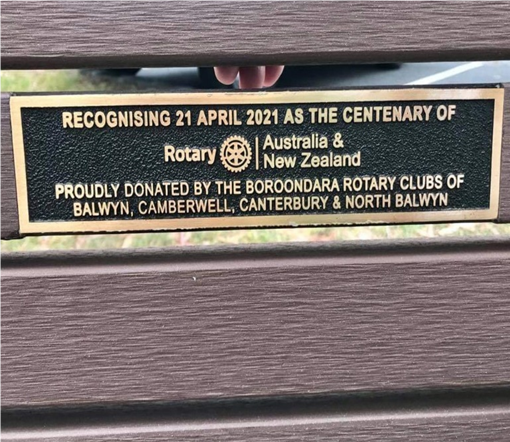 RECOGNISING 21 APRIL 2021 AS THE CENTENARY OF
Rotary
Australia &
New Zealand
PROUDLY DONATED BY THE BOROONDARA ROTARY CLUBS OF
BALWYN, CAMBERWELL, CANTERBURY & NORTH BALWYN